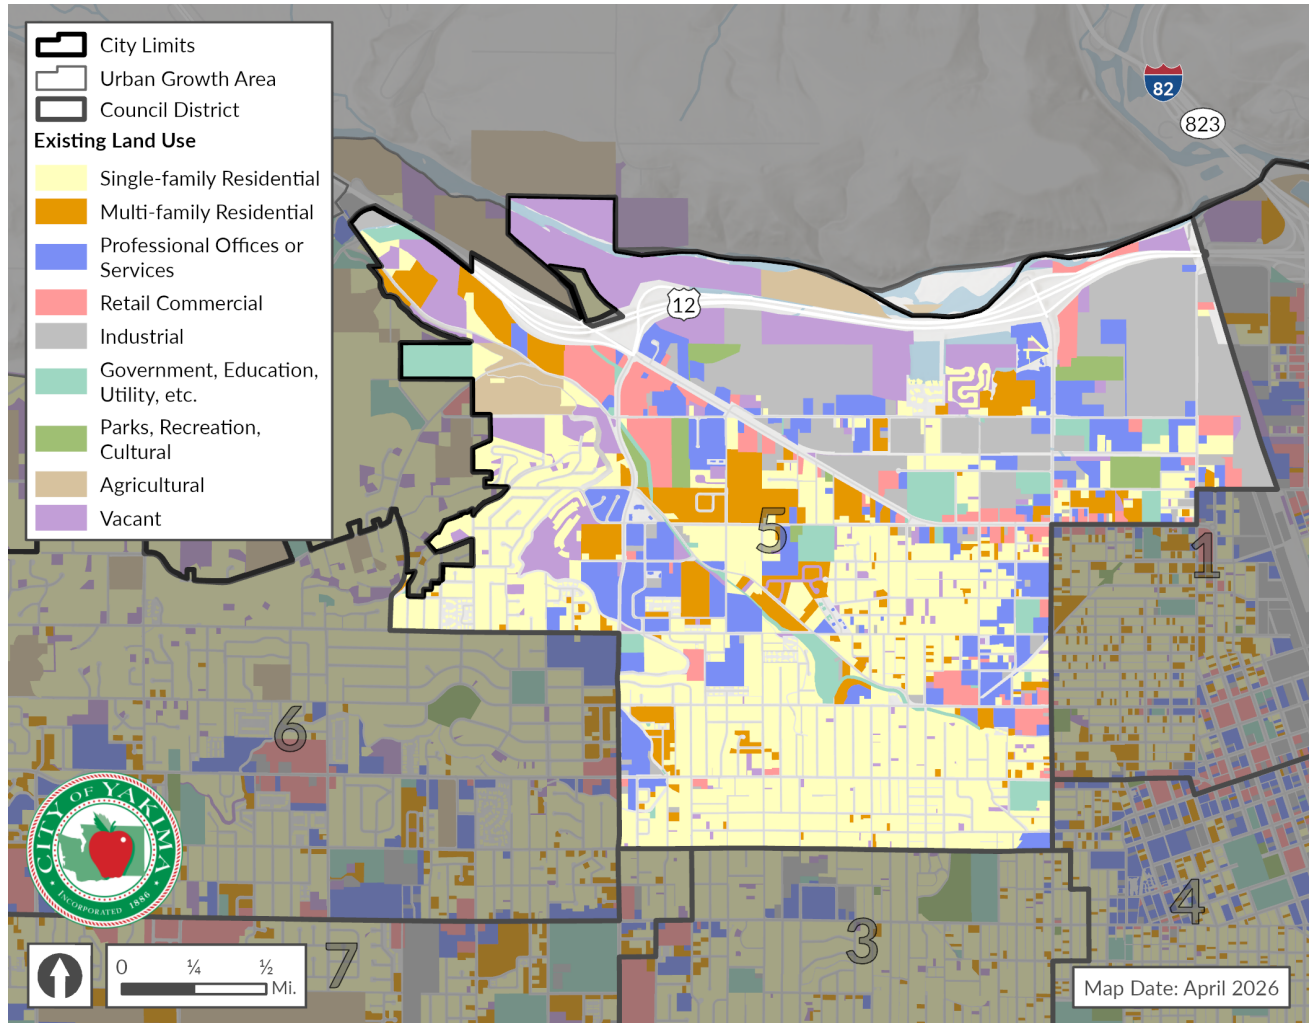 City Limits
Urban Growth Area
Council District
Existing Land Use
Single-family Residential
Multi-family Residential
Professional Offices or
Services
Retail Commercial
Industrial
Government, Education,
Utility, etc.
Parks, Recreation,
Cultural
Agricultural
Vacant
82
823
12
5
1
6
4
3
7
CITY OF YAKIMA
INCORPORATED 1886
0 ¼ ½
Mi.
Map Date: April 2026